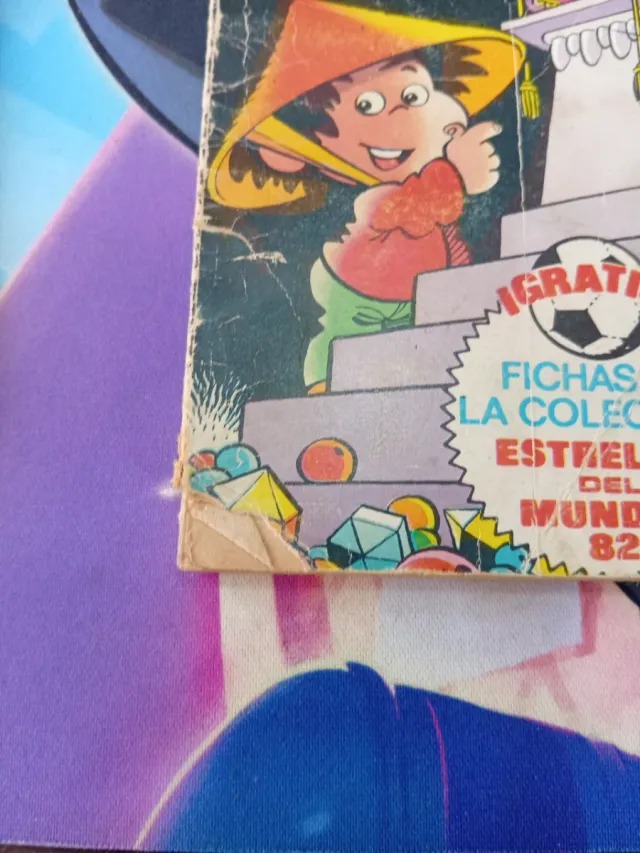 ¡GRATI
FICHAS
LA COLEC
ESTREL
DEL
MUND
82